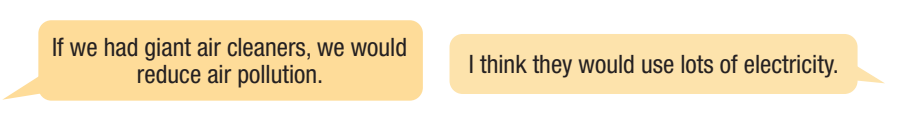 If we had giant air cleaners, we would
reduce air pollution.
I think they would use lots of electricity.